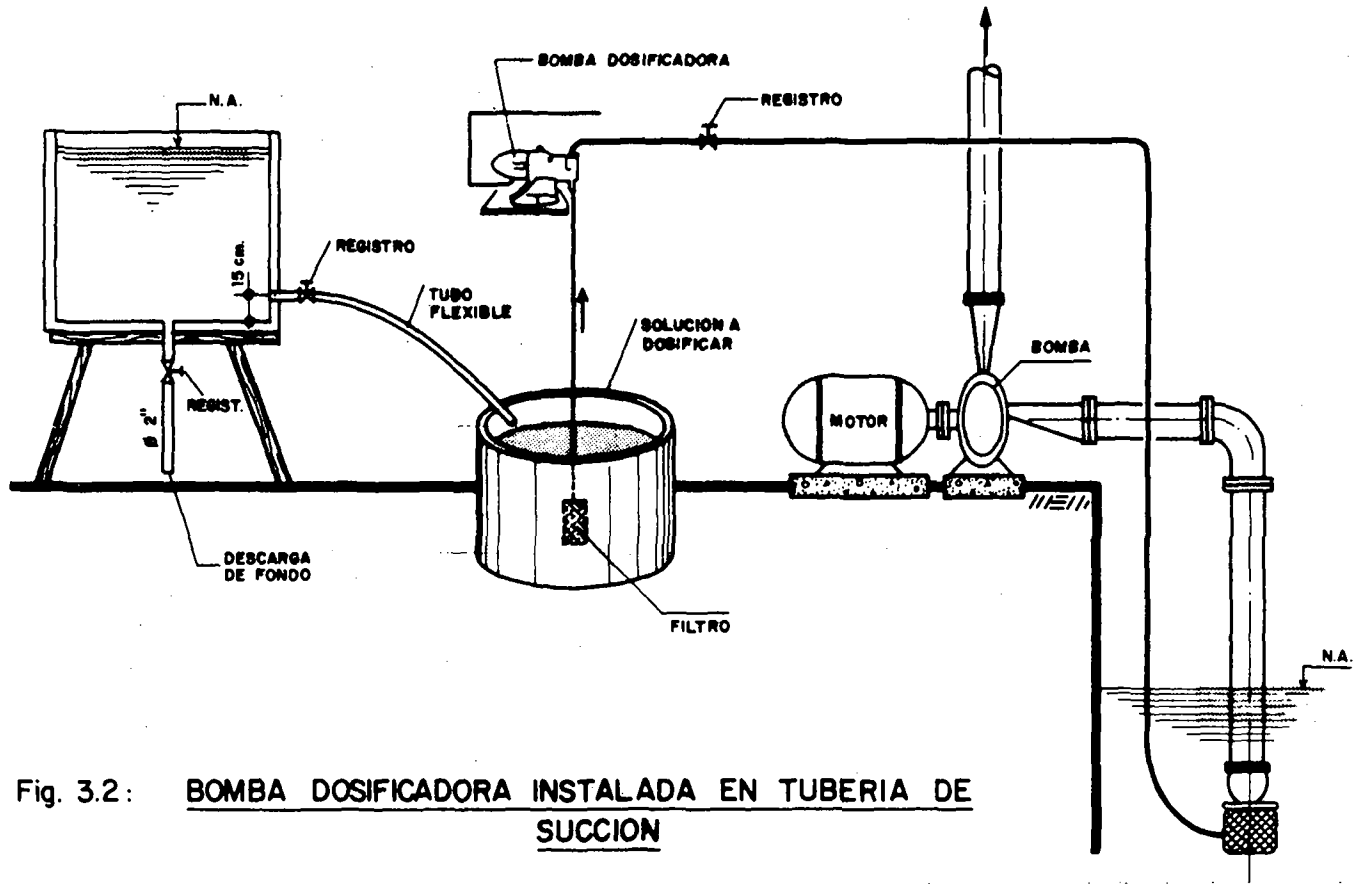 BOMBA DOSIFICADORA
N.A.
REGISTRO
REGISTRO
15 cm.
TUBO
FLEXIBLE
SOLUCION A
DOSIFICAR
BOMBA
REGIST.
Ø 2"
MOTOR
DESCARGA
DE FONDO
FILTRO
N.A.
Fig. 3.2: BOMBA DOSIFICADORA INSTALADA EN TUBERIA DE
SUCCION